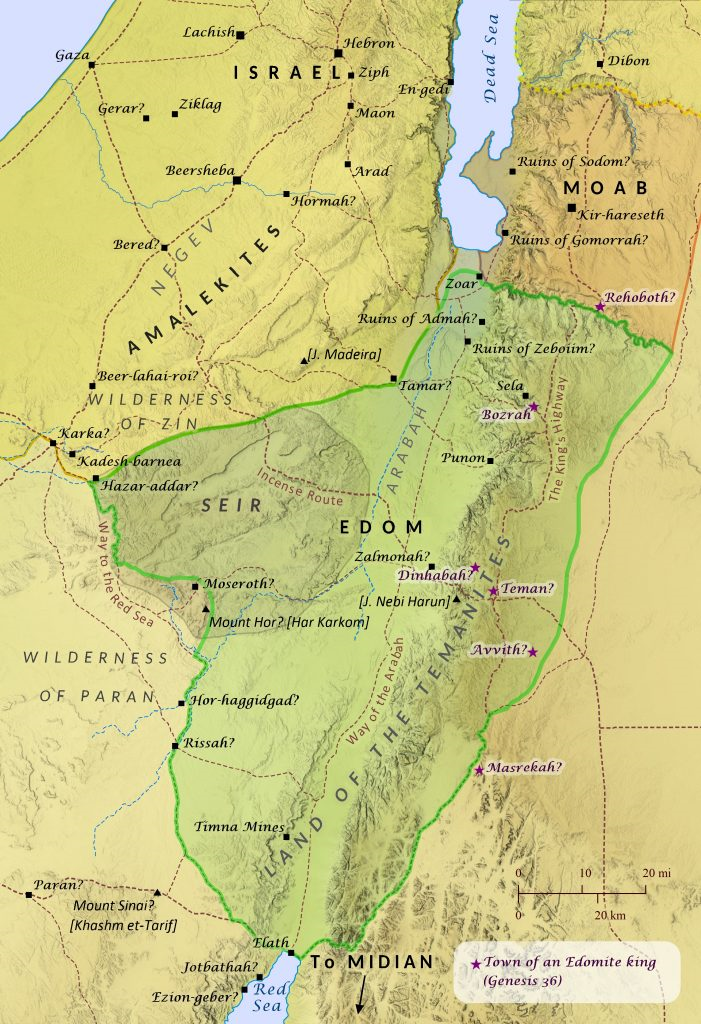 Lachish
Gaza
Hebron
ISRAEL
Ziph
En-gedi
Dead Sea
Dibon
Gerar?
Ziklag
Maon
Beersheba
Arad
Hormah?
Ruins of Sodom?
MOAB
Kir-hareseth
Bered?
NEGEV
AMALEKITES
Ruins of Gomorrah?
Zoar
Rehoboth?
Ruins of Admah?
Ruins of Zeboiim?
[J. Madeira]
Tamar?
Beer-lahai-roi?
WILDERNESS
OF ZIN
Sela
Bozrah
The King's Highway
ARABAH
Karka?
Kadesh-barnea
Hazar-addar?
Punon
Incense Route
SEIR
EDOM
Way to the Red Sea
Zalmonah?
Dinhabah?
Moseroth?
[J. Nebi Harun]
Teman?
Mount Hor? [Har Karkom]
WILDERNESS
OF PARAN
Avvith?
Way of the Arabah
LAND OF THE TEMANITES
Hor-haggidgad?
Rissah?
Masrekah?
Timna Mines
Paran?
Mount Sinai?
[Khashm et-Tarif]
0 10 20 mi
0 20 km
Elath
To MIDIAN
Jotbathah?
Ezion-geber?
Red
Sea
Town of an Edomite king
(Genesis 36)